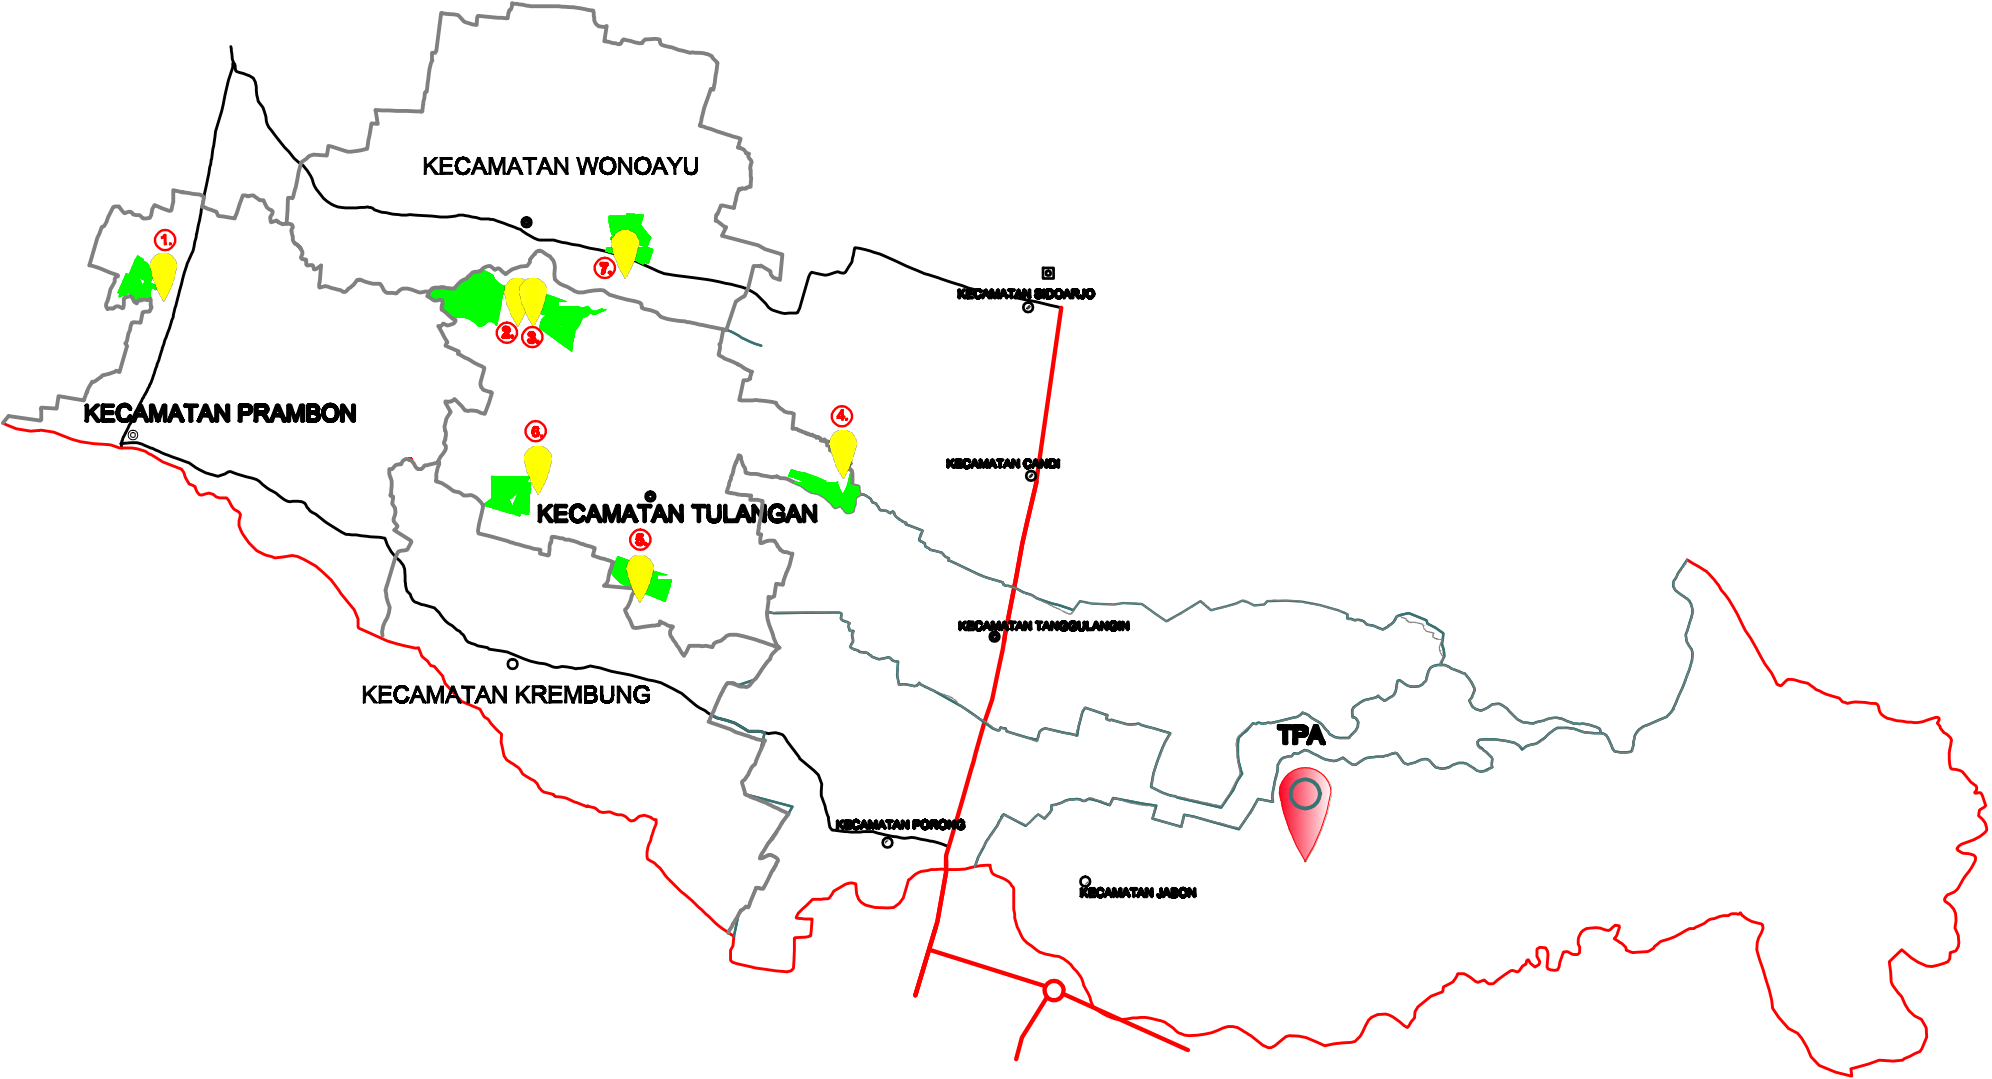 KECAMATAN WONOAYU
1.
7.
KECAMATAN SIDOARJO
2.
3.
KECAMATAN PRAMBON
4.
6.
KECAMATAN CANDI
KECAMATAN TULANGAN
5.
KECAMATAN TANGGULANGIN
KECAMATAN KREMBUNG
TPA
KECAMATAN PORONG
KECAMATAN JABON